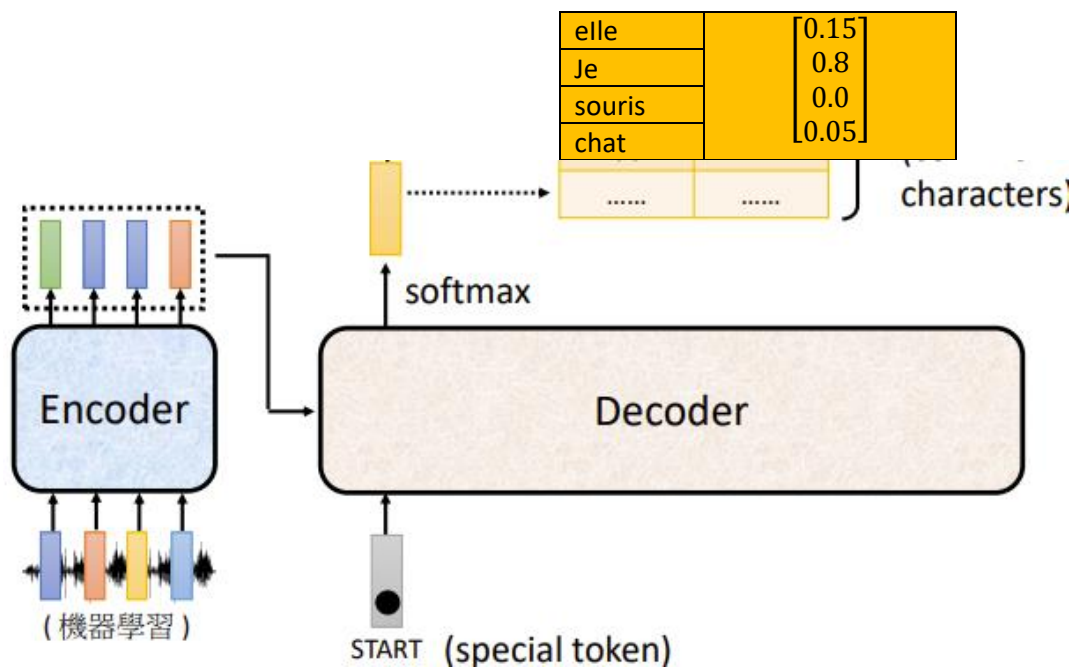 elle
Je
souris
chat
[0.15]
0.8
0.0
[0.05]
characters)
...... ......
softmax
Encoder
Decoder
(機器學習)
START (special token)